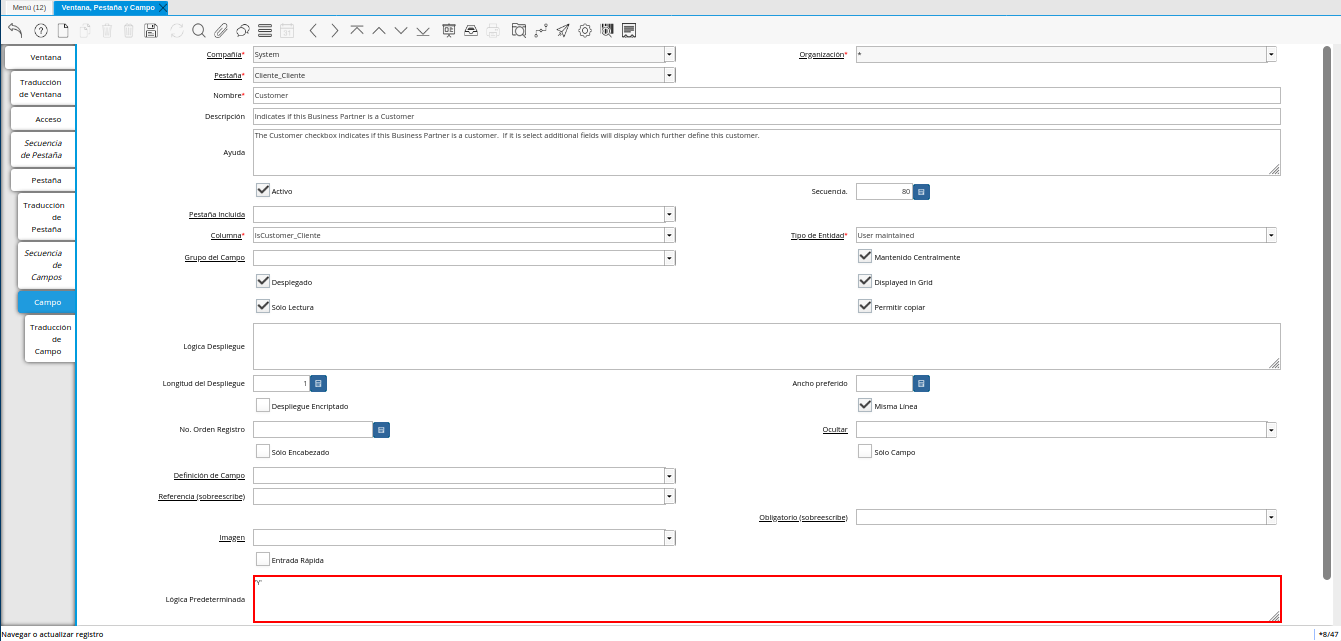 Menú (12)
Ventana, Pestaña y Campo
Ventana
Traducción
de Ventana
Acceso
Secuencia
de Pestaña
Pestaña
Traducción
de
Pestaña
Secuencia
de
Campos
Campo
Traducción
de
Campo
Compañía* System
Organización* *
Pestaña* Cliente_Cliente
Nombre* Customer
Descripción Indicates if this Business Partner is a Customer
Ayuda The Customer checkbox indicates if this Business Partner is a customer. If it is select additional fields will display which further define this customer.
Activo
Secuencia. 80
Pestaña Incluida
Columna* IsCustomer_Cliente
Tipo de Entidad* User maintained
Grupo del Campo
Mantenido Centralmente
Desplegado
Displayed in Grid
Sólo Lectura
Permitir copiar
Lógica Despliegue
Longitud del Despliegue 1
Ancho preferido
Despliegue Encriptado
Misma Línea
No. Orden Registro
Ocultar
Sólo Encabezado
Sólo Campo
Definición de Campo
Referencia (sobreescribe)
Obligatorio (sobreescribe)
Imagen
Entrada Rápida
Lógica Predeterminada 'Y'
Navegar o actualizar registro
*8/47